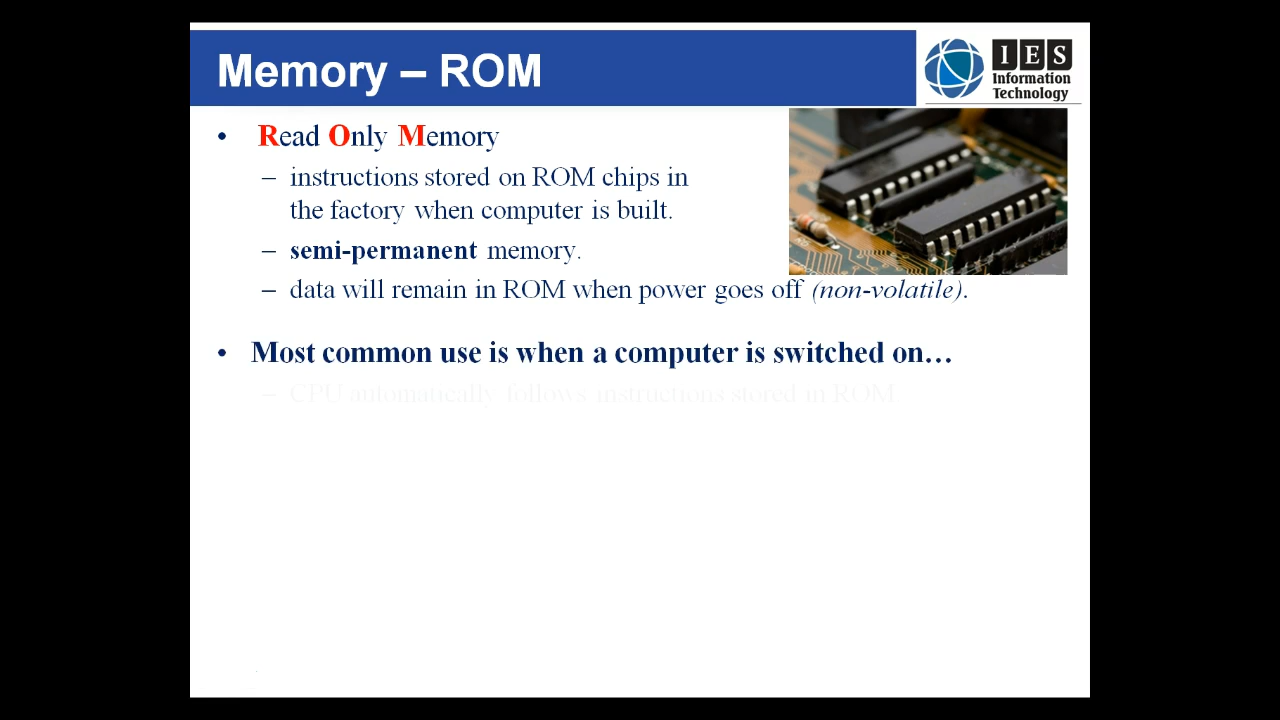 Memory – ROM
IES
Information
Technology
• Read Only Memory
– instructions stored on ROM chips in
the factory when computer is built.
– semi-permanent memory.
– data will remain in ROM when power goes off (non-volatile).
• Most common use is when a computer is switched on…
– CPU automatically follows instructions stored in ROM